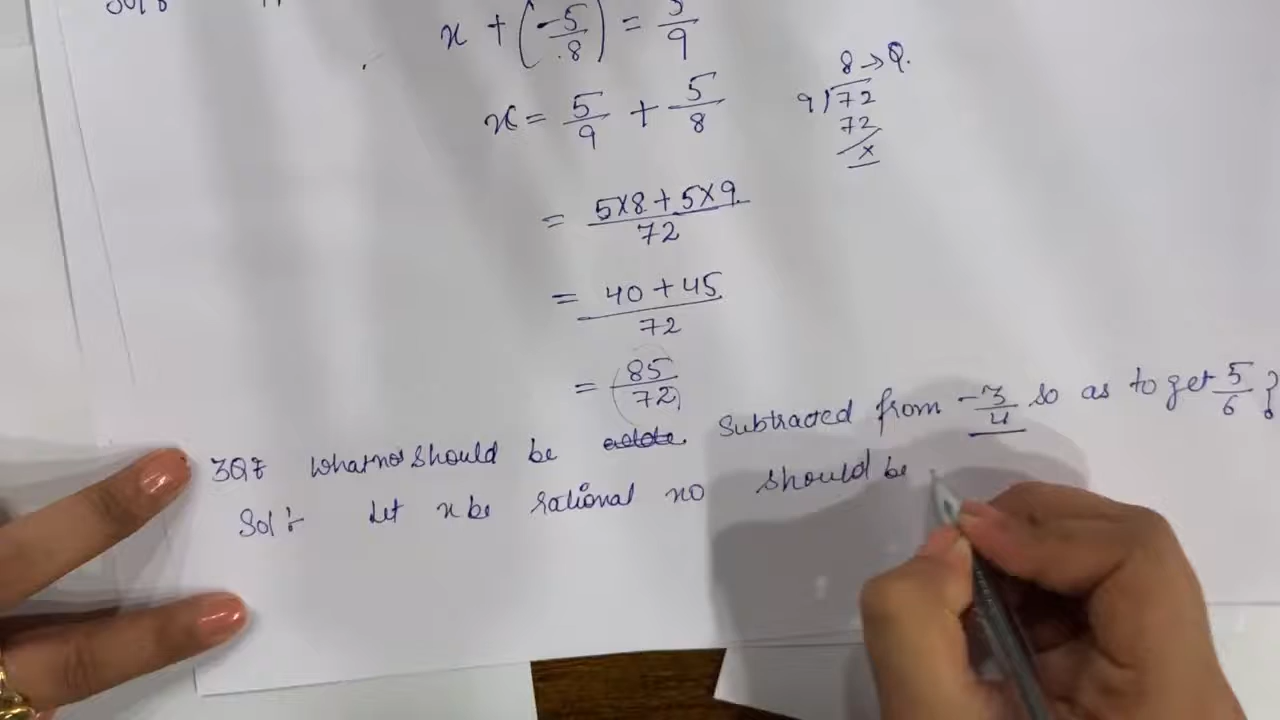 x + (-5/8) = 5/9
x = 5/9 + 5/8
8 → Q.
9)72
72
x
= 5×8 + 5×9 / 72
= 40 + 45 / 72
= 85/72
3Q7 What no should be subtracted from -3/4 so as to get 5/6 ?
Sol :- Let x be rational no should be